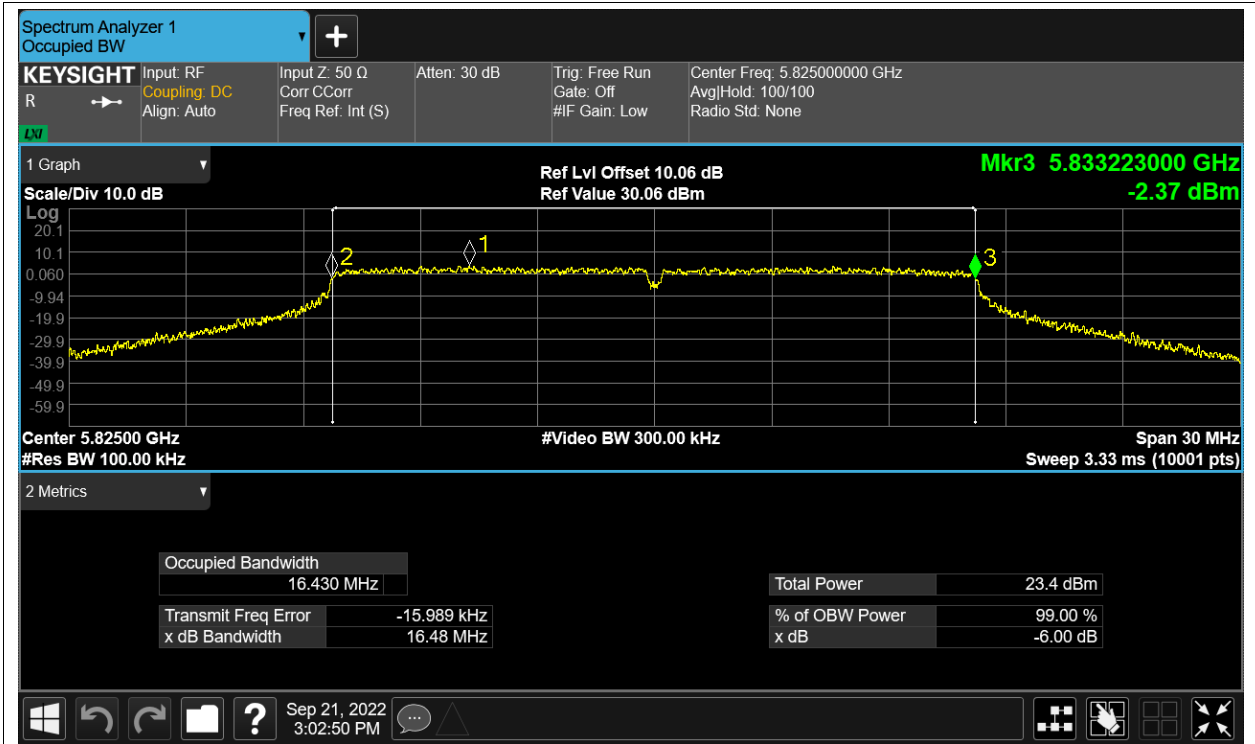 Spectrum Analyzer 1
Occupied BW
▼
+
KEYSIGHT
R
LXI
Input: RF
Coupling: DC
Align: Auto
Input Z: 50 Ω
Corr CCorr
Freq Ref: Int (S)
Atten: 30 dB
Trig: Free Run
Gate: Off
#IF Gain: Low
Center Freq: 5.825000000 GHz
Avg|Hold: 100/100
Radio Std: None
1 Graph ▼
Scale/Div 10.0 dB
Ref Lvl Offset 10.06 dB
Ref Value 30.06 dBm
Mkr3 5.833223000 GHz
-2.37 dBm
Log
20.1
10.1
0.060
-9.94
-19.9
-29.9
-39.9
-49.9
-59.9
2
1
3
Center 5.82500 GHz
#Res BW 100.00 kHz
#Video BW 300.00 kHz
Span 30 MHz
Sweep 3.33 ms (10001 pts)
2 Metrics ▼
Occupied Bandwidth
16.430 MHz
Transmit Freq Error -15.989 kHz
x dB Bandwidth 16.48 MHz
Total Power 23.4 dBm
% of OBW Power 99.00 %
x dB -6.00 dB
?
Sep 21, 2022
3:02:50 PM
...